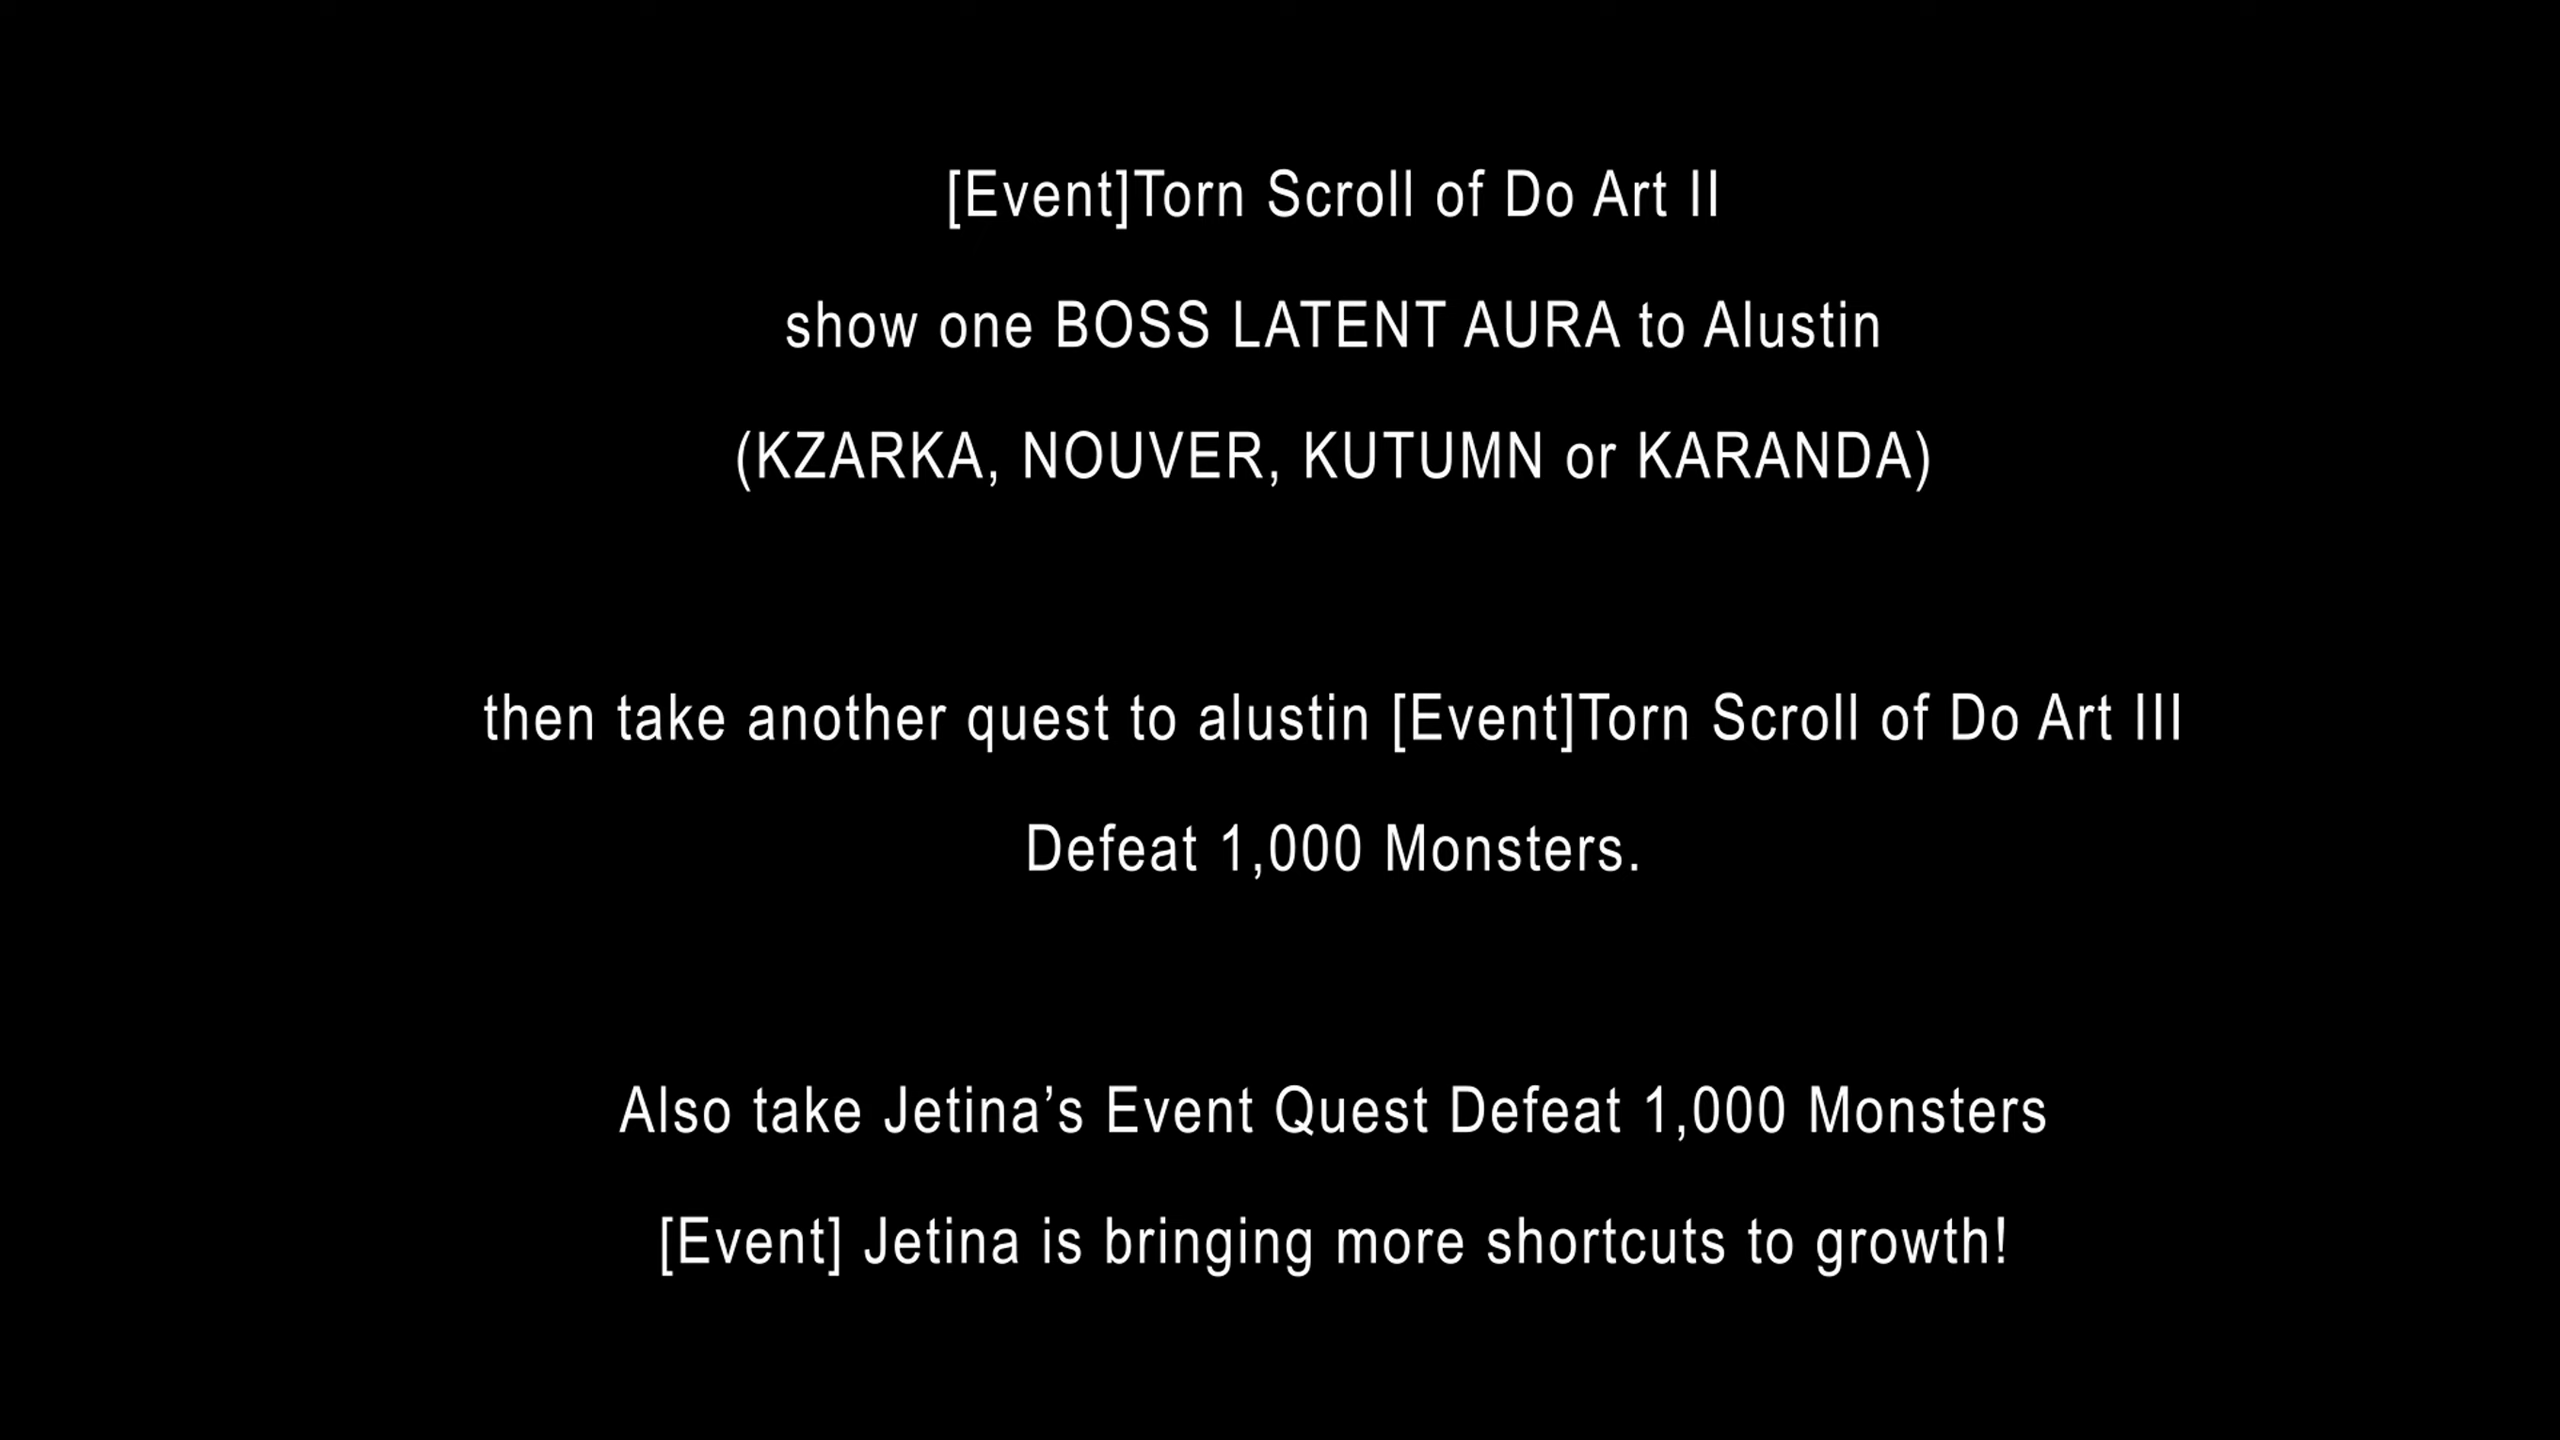 [Event]Torn Scroll of Do Art II
show one BOSS LATENT AURA to Alustin
(KZARKA, NOUVER, KUTUMN or KARANDA)
then take another quest to alustin [Event]Torn Scroll of Do Art III
Defeat 1,000 Monsters.
Also take Jetina’s Event Quest Defeat 1,000 Monsters
[Event] Jetina is bringing more shortcuts to growth!